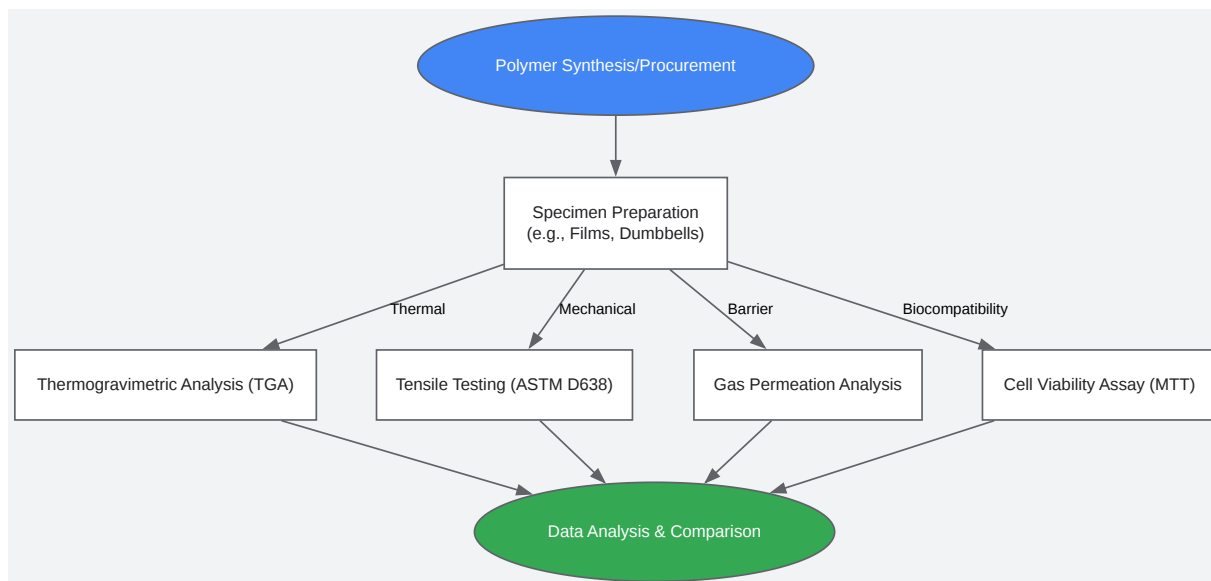 Polymer Synthesis/Procurement
Specimen Preparation
(e.g., Films, Dumbbells)
Thermal
Mechanical
Barrier
Biocompatibility
Thermogravimetric Analysis (TGA)
Tensile Testing (ASTM D638)
Gas Permeation Analysis
Cell Viability Assay (MTT)
Data Analysis & Comparison